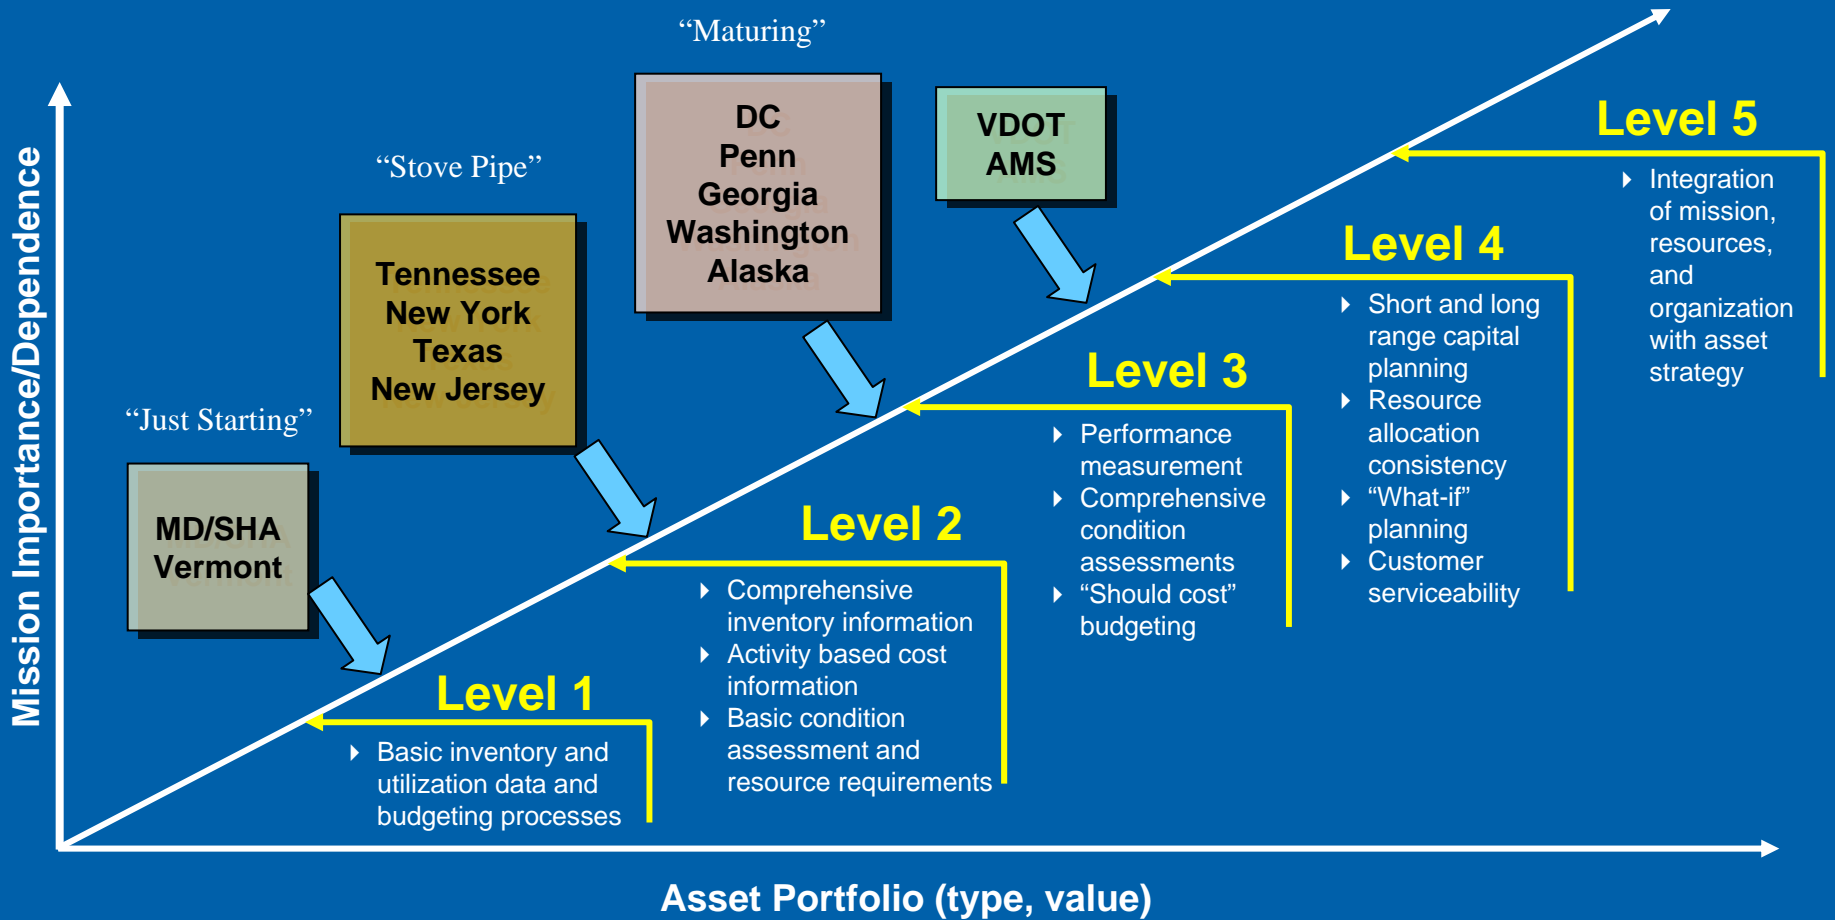 “Maturing”
“Stove Pipe”
“Just Starting”
Mission Importance/Dependence
MD/SHA
Vermont
Tennessee
New York
Texas
New Jersey
DC
Penn
Georgia
Washington
Alaska
VDOT
AMS
Level 1
Basic inventory and
utilization data and
budgeting processes
Level 2
Comprehensive
inventory information
Activity based cost
information
Basic condition
assessment and
resource requirements
Level 3
Performance
measurement
Comprehensive
condition
assessments
“Should cost”
budgeting
Level 4
Short and long
range capital
planning
Resource
allocation
consistency
“What-if”
planning
Customer
serviceability
Level 5
Integration
of mission,
resources,
and
organization
with asset
strategy
Asset Portfolio (type, value)